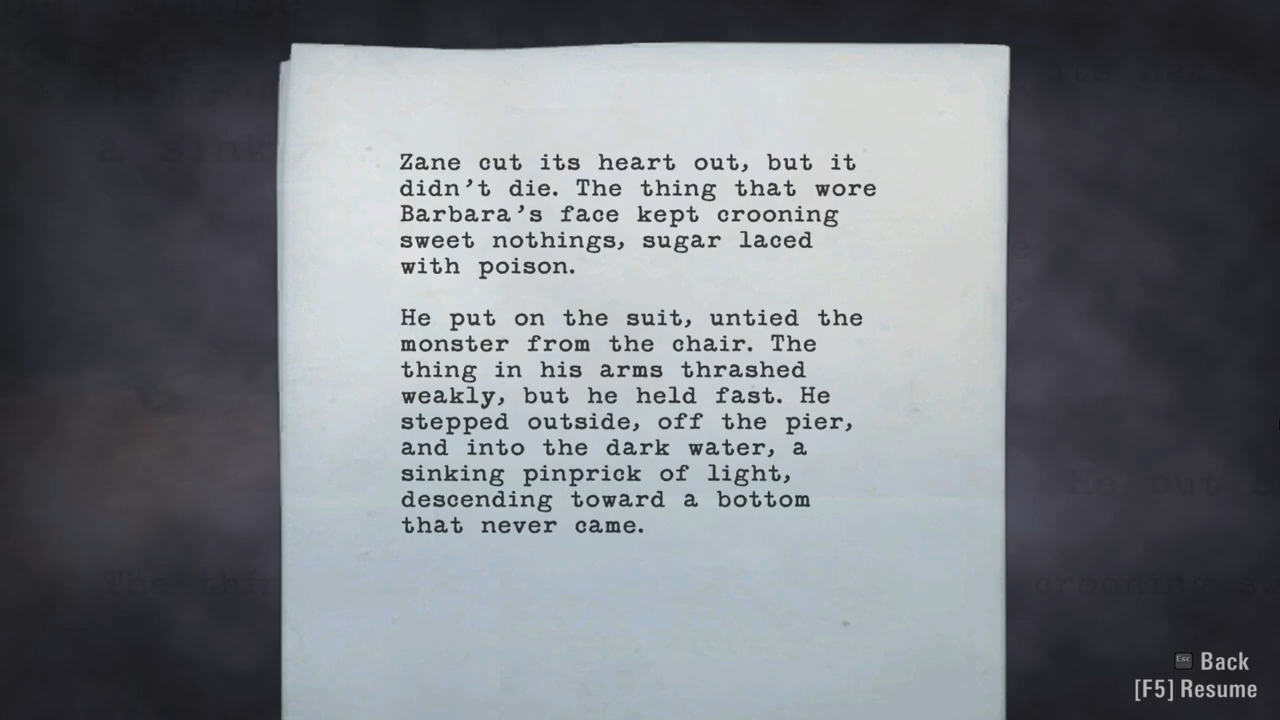 Zane cut its heart out, but it
didn't die. The thing that wore
Barbara's face kept crooning
sweet nothings, sugar laced
with poison.
He put on the suit, untied the
monster from the chair. The
thing in his arms thrashed
weakly, but he held fast. He
stepped outside, off the pier,
and into the dark water, a
sinking pinprick of light,
descending toward a bottom
that never came.
Esc Back
[F5] Resume